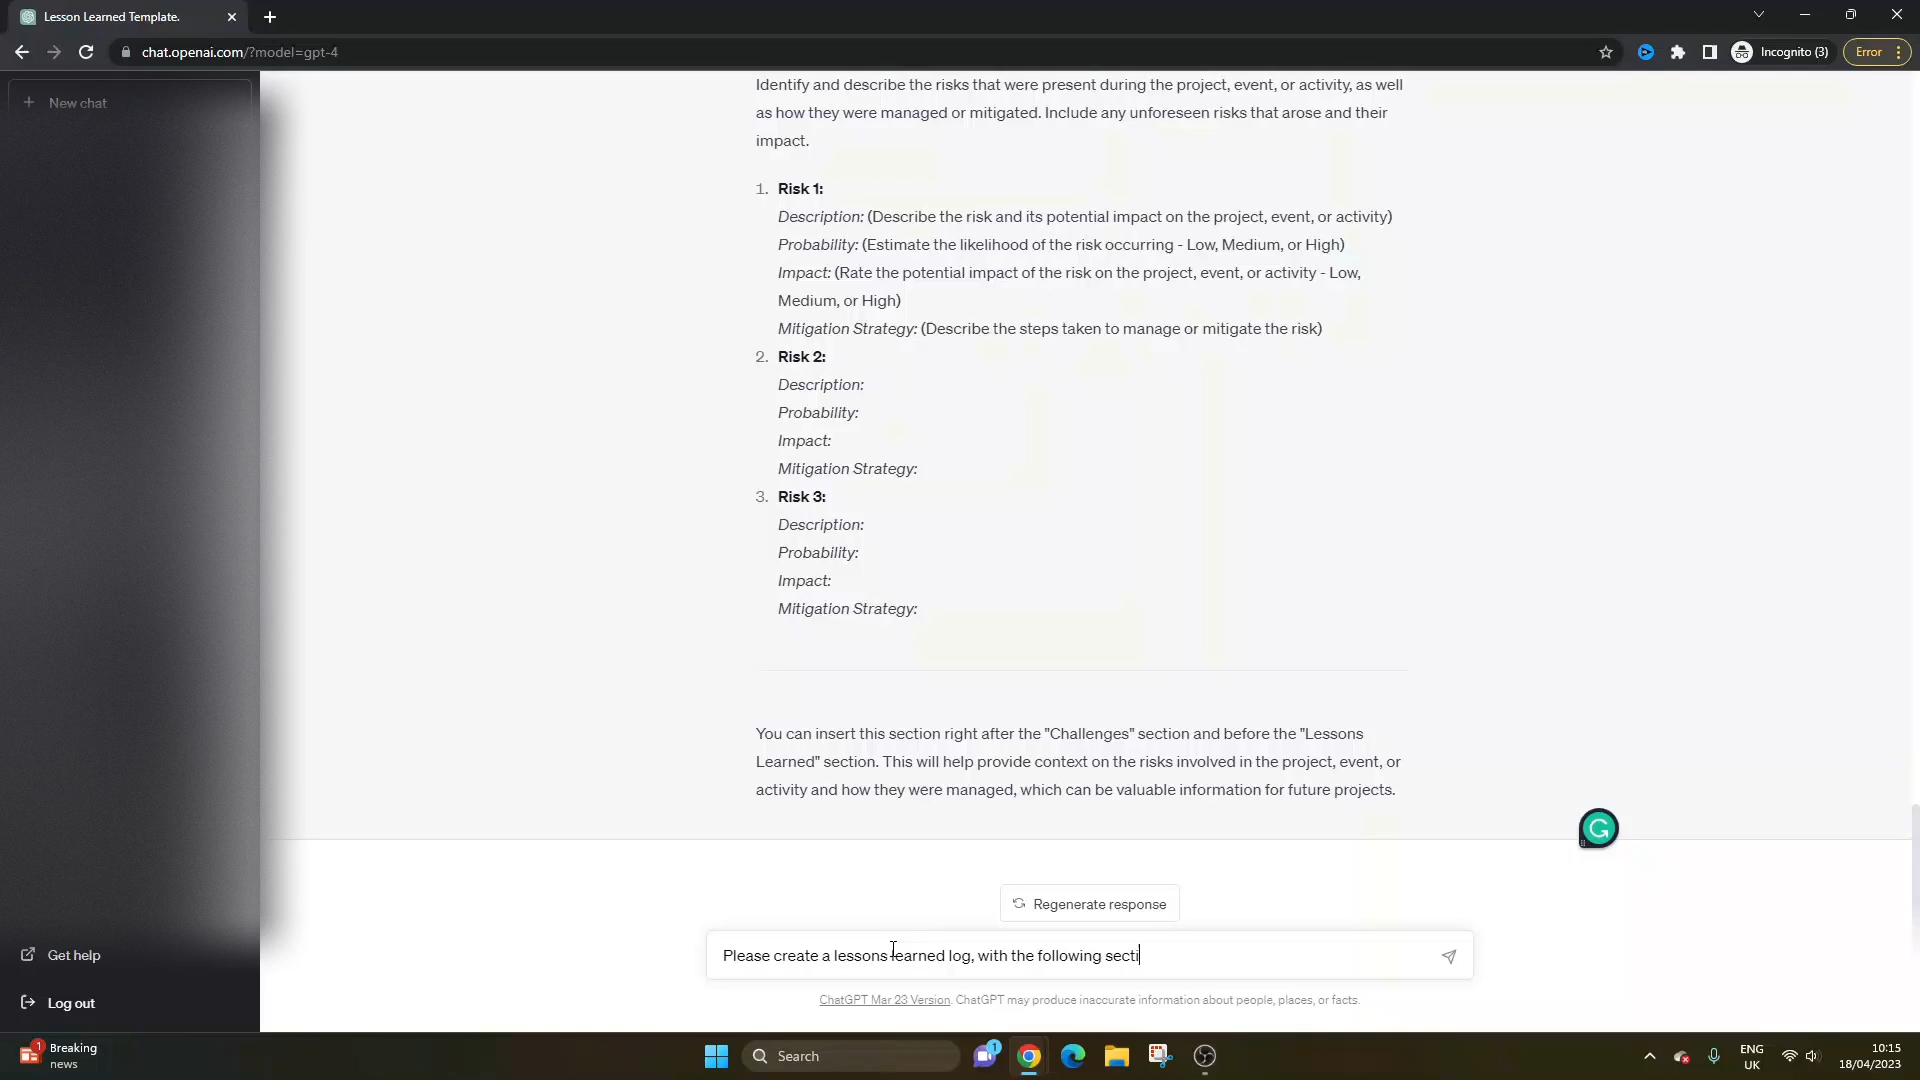 Lesson Learned Template.
chat.openai.com/?model=gpt-4
Incognito (3)
Error
New chat
Identify and describe the risks that were present during the project, event, or activity, as well
as how they were managed or mitigated. Include any unforeseen risks that arose and their
impact.
1. Risk 1:
Description: (Describe the risk and its potential impact on the project, event, or activity)
Probability: (Estimate the likelihood of the risk occurring - Low, Medium, or High)
Impact: (Rate the potential impact of the risk on the project, event, or activity - Low,
Medium, or High)
Mitigation Strategy: (Describe the steps taken to manage or mitigate the risk)
2. Risk 2:
Description:
Probability:
Impact:
Mitigation Strategy:
3. Risk 3:
Description:
Probability:
Impact:
Mitigation Strategy:
You can insert this section right after the "Challenges" section and before the "Lessons
Learned" section. This will help provide context on the risks involved in the project, event, or
activity and how they were managed, which can be valuable information for future projects.
Regenerate response
Please create a lessons learned log, with the following secti
ChatGPT Mar 23 Version. ChatGPT may produce inaccurate information about people, places, or facts.
Get help
Log out
1
Breaking
news
Search
1
ENG
UK
10:15
18/04/2023